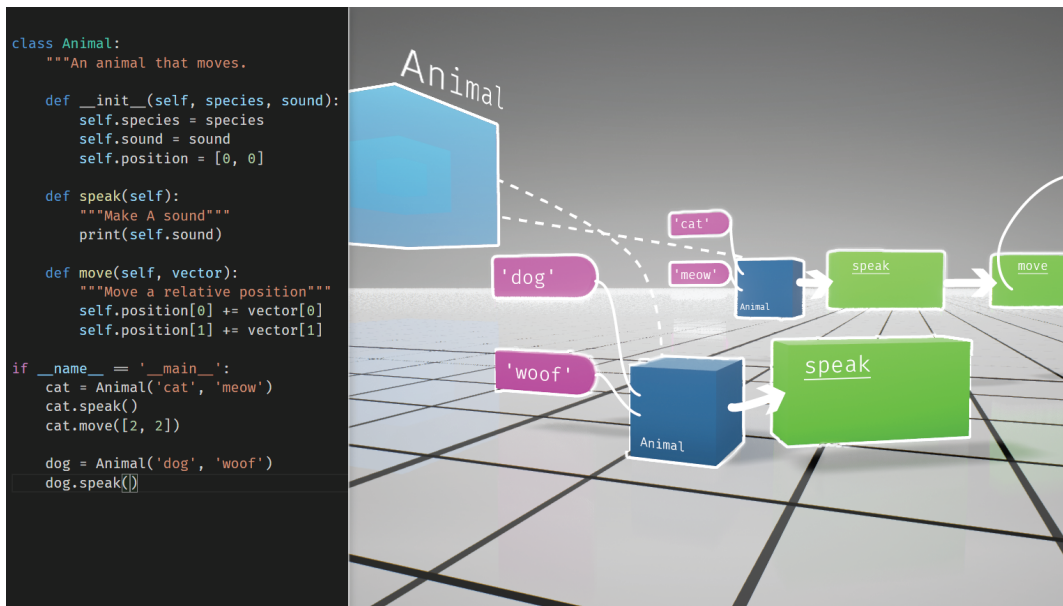 class Animal:
    """An animal that moves.

    def __init__(self, species, sound):
        self.species = species
        self.sound = sound
        self.position = [0, 0]

    def speak(self):
        """Make A sound"""
        print(self.sound)

    def move(self, vector):
        """Move a relative position"""
        self.position[0] += vector[0]
        self.position[1] += vector[1]

if __name__ == '__main__':
    cat = Animal('cat', 'meow')
    cat.speak()
    cat.move([2, 2])

    dog = Animal('dog', 'woof')
    dog.speak()
Animal
'cat'
'meow'
Animal
speak
move
'dog'
'woof'
Animal
speak